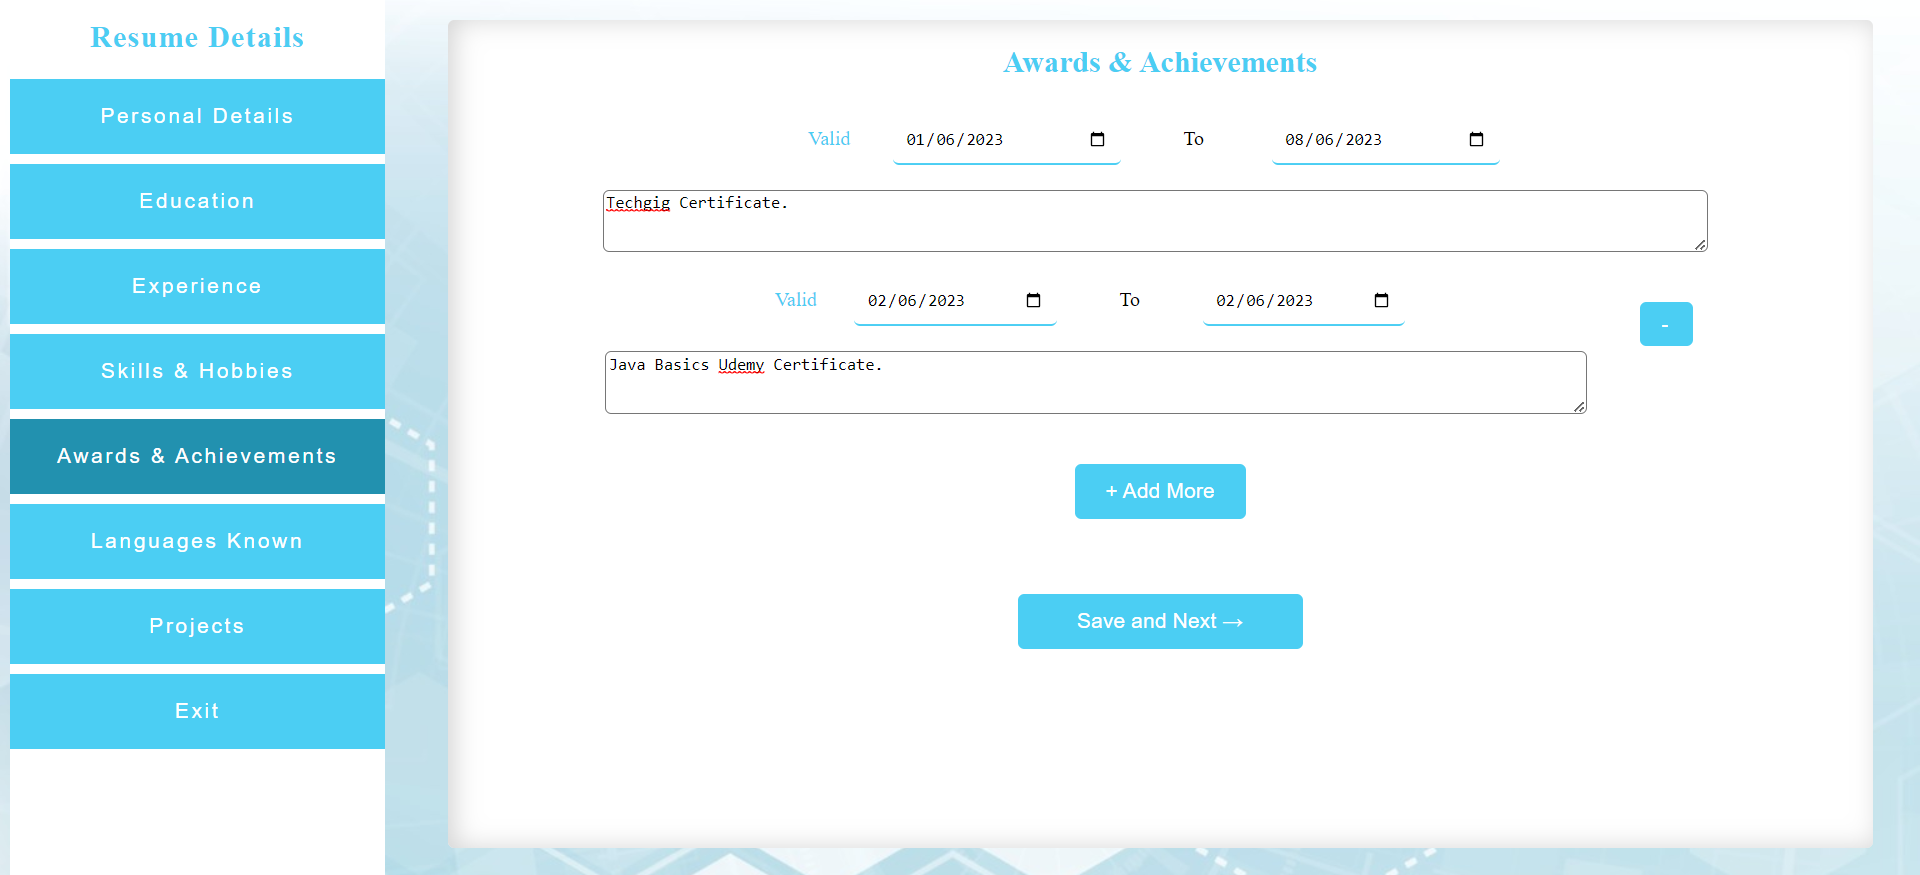 Resume Details
Personal Details
Education
Experience
Skills & Hobbies
Awards & Achievements
Languages Known
Projects
Exit
Awards & Achievements
Valid 01/06/2023 To 08/06/2023
Techgig Certificate.
Valid 02/06/2023 To 02/06/2023
-
Java Basics Udemy Certificate.
+ Add More
Save and Next →